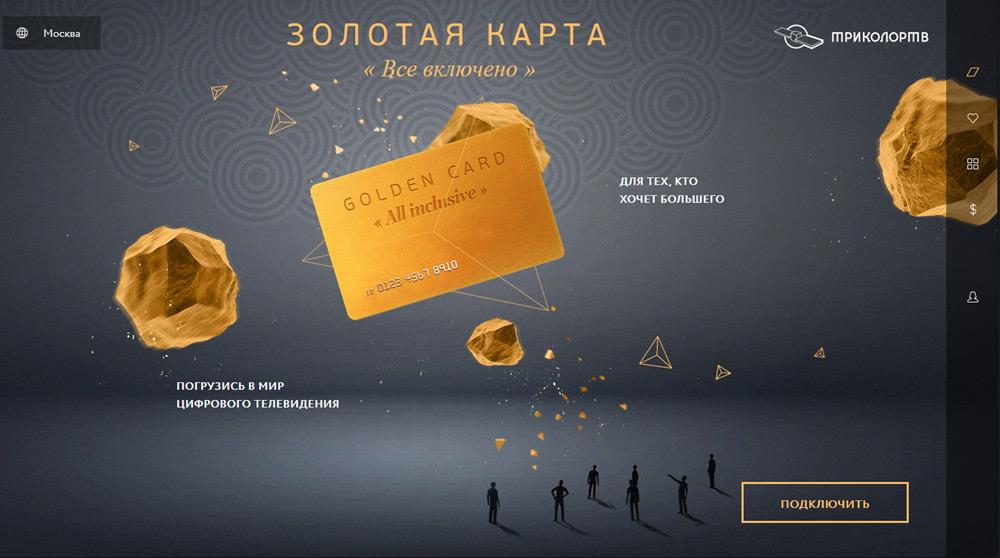 Москва
ЗОЛОТАЯ КАРТА
« Все включено »
ТРИКОЛОРТВ
GOLDEN CARD
« All inclusive »
ID 0123 4567 8910
ДЛЯ ТЕХ, КТО
ХОЧЕТ БОЛЬШЕГО
ПОГРУЗИСЬ В МИР
ЦИФРОВОГО ТЕЛЕВИДЕНИЯ
ПОДКЛЮЧИТЬ